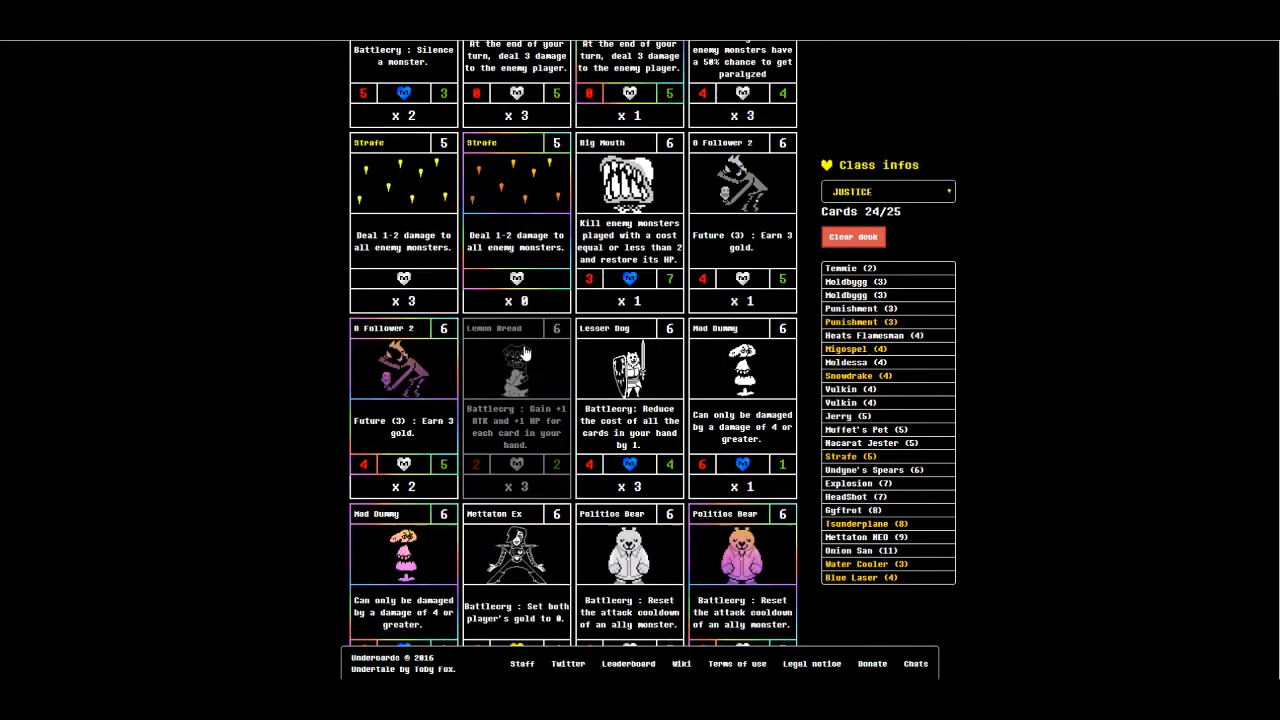 Battlecry : Silence
a monster.
5 3
x 2
At the end of your
turn, deal 3 damage
to the enemy player.
0 5
x 3
At the end of your
turn, deal 3 damage
to the enemy player.
0 5
x 1
enemy monsters have
a 50% chance to get
paralyzed
4 4
x 3
Strafe 5
Deal 1-2 damage to
all enemy monsters.
x 3
Strafe 5
Deal 1-2 damage to
all enemy monsters.
x 0
Big Mouth 6
Kill enemy monsters
played with a cost
equal or less than 2
and restore its HP.
3 7
x 1
G Follower 2 6
Future (3) : Earn 3
gold.
4 5
x 1
G Follower 2 6
Future (3) : Earn 3
gold.
4 5
x 2
Lemon Bread 6
Battlecry : Gain +1
ATK and +1 HP for
each card in your
hand.
2 2
x 3
Lesser Dog 6
Battlecry: Reduce
the cost of all the
cards in your hand
by 1.
4 4
x 3
Mad Dummy 6
Can only be damaged
by a damage of 4 or
greater.
6 1
x 1
Mad Dummy 6
Can only be damaged
by a damage of 4 or
greater.
Mettaton Ex 6
Battlecry : Set both
player's gold to 0.
Politics Bear 6
Battlecry : Reset
the attack cooldown
of an ally monster.
Politics Bear 6
Battlecry : Reset
the attack cooldown
of an ally monster.
Class infos
JUSTICE
Cards 24/25
Clear deck
Temmie (2)
Moldbygg (3)
Moldbygg (3)
Punishment (3)
Punishment (3)
Heats Flamesman (4)
Migospel (4)
Moldessa (4)
Snowdrake (4)
Vulkin (4)
Vulkin (4)
Jerry (5)
Muffet's Pet (5)
Nacarat Jester (5)
Strafe (5)
Undyne's Spears (6)
Explosion (7)
HeadShot (7)
Gyftrot (8)
Tsunderplane (8)
Mettaton NEO (9)
Onion San (11)
Water Cooler (3)
Blue Laser (4)
Undercards © 2016
Undertale by Toby Fox.
Staff Twitter Leaderboard Wiki Terms of use Legal notice Donate Chats